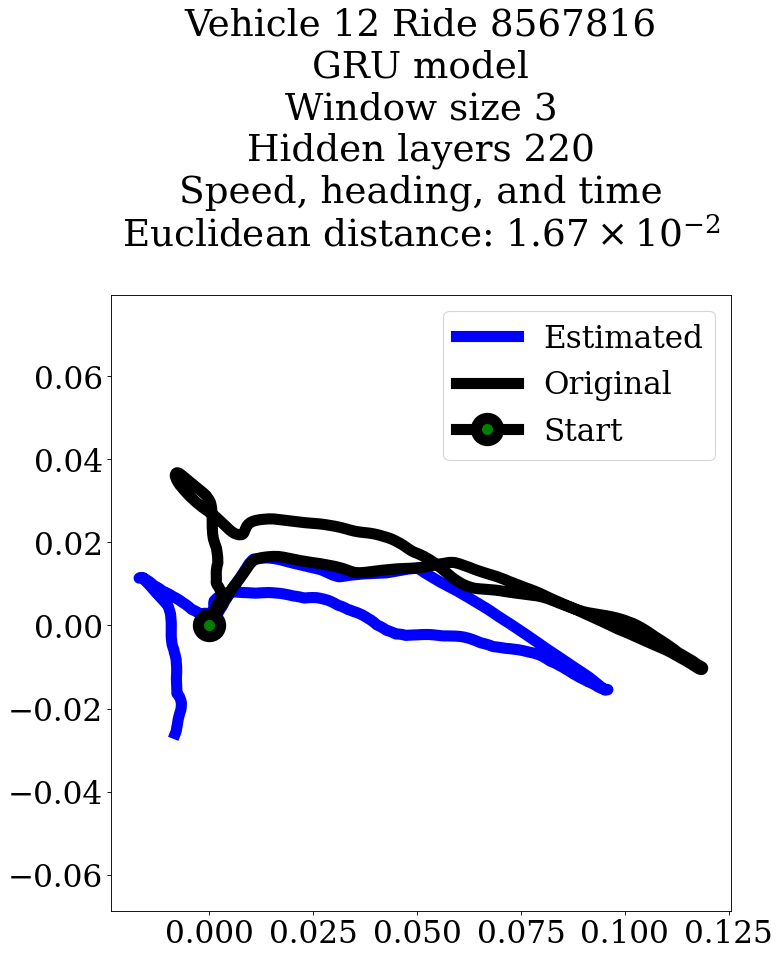 Vehicle 12 Ride 8567816
GRU model
Window size 3
Hidden layers 220
Speed, heading, and time
Euclidean distance: 1.67 × 10⁻²
Estimated
Original
Start
0.06
0.04
0.02
0.00
−0.02
−0.04
−0.06
0.000 0.025 0.050 0.075 0.100 0.125